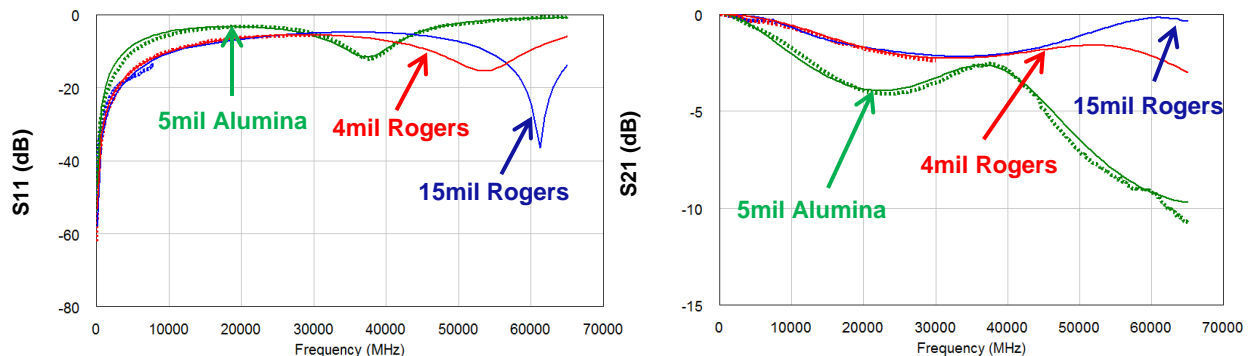 S11 (dB)
0
-20
-40
-60
-80
0
10000
20000
30000
40000
50000
60000
70000
Frequency (MHz)
5mil Alumina
4mil Rogers
15mil Rogers
S21 (dB)
0
-5
-10
-15
0
10000
20000
30000
40000
50000
60000
70000
Frequency (MHz)
15mil Rogers
4mil Rogers
5mil Alumina